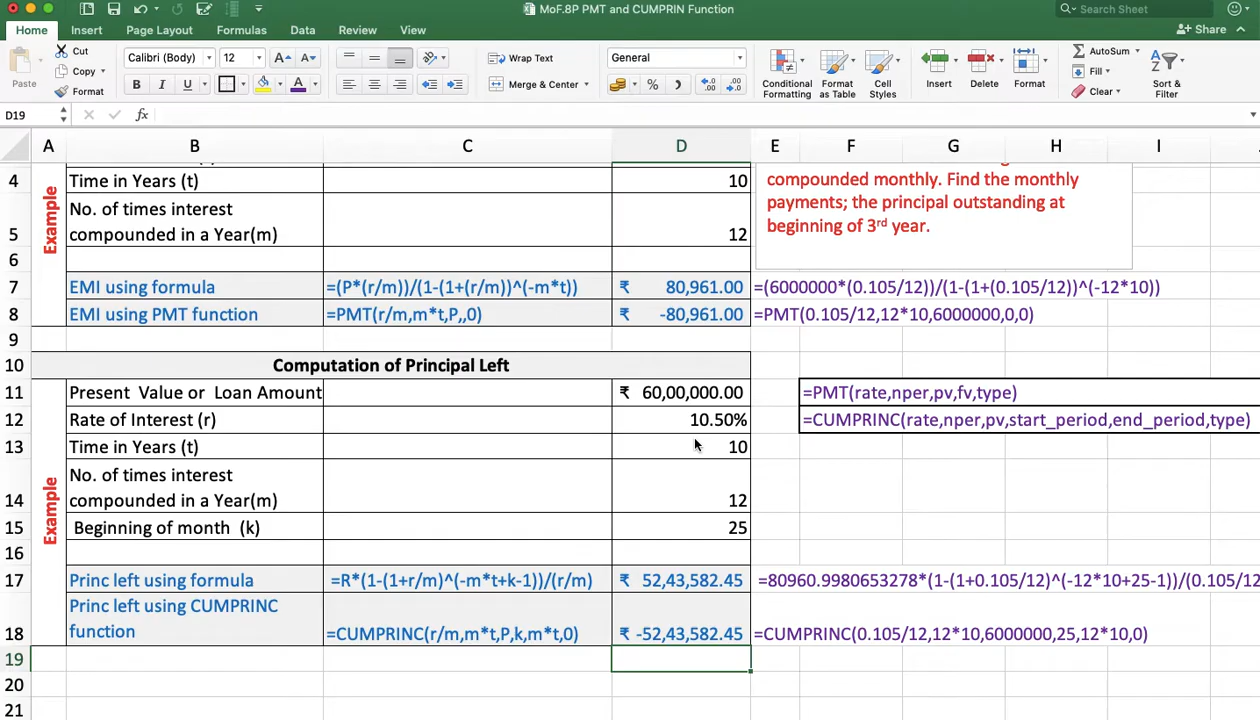 MoF.8P PMT and CUMPRIN Function
Search Sheet
Home Insert Page Layout Formulas Data Review View
Share
Paste
Cut
Copy
Format
Calibri (Body) 12
Wrap Text
Merge & Center
General
Conditional Formatting
Format as Table
Cell Styles
Insert
Delete
Format
AutoSum
Fill
Clear
Sort & Filter
D19
fx
A B C D E F G H I
compounded monthly. Find the monthly
payments; the principal outstanding at
beginning of 3rd year.
Example
4 Time in Years (t) 10
No. of times interest
5 compounded in a Year(m) 12
6
7 EMI using formula =(P*(r/m))/(1-(1+(r/m))^(-m*t)) ₹ 80,961.00 =(6000000*(0.105/12))/(1-(1+(0.105/12))^(-12*10))
8 EMI using PMT function =PMT(r/m,m*t,P,,0) ₹ -80,961.00 =PMT(0.105/12,12*10,6000000,0,0)
9
10 Computation of Principal Left
11 Present Value or Loan Amount ₹ 60,00,000.00 =PMT(rate,nper,pv,fv,type)
12 Rate of Interest (r) 10.50% =CUMPRINC(rate,nper,pv,start_period,end_period,type)
13 Time in Years (t) 10
Example
No. of times interest
14 compounded in a Year(m) 12
15 Beginning of month (k) 25
16
17 Princ left using formula =R*(1-(1+r/m)^(-m*t+k-1))/(r/m) ₹ 52,43,582.45 =80960.9980653278*(1-(1+0.105/12)^(-12*10+25-1))/(0.105/12
Princ left using CUMPRINC
18 function =CUMPRINC(r/m,m*t,P,k,m*t,0) ₹ -52,43,582.45 =CUMPRINC(0.105/12,12*10,6000000,25,12*10,0)
19
20
21